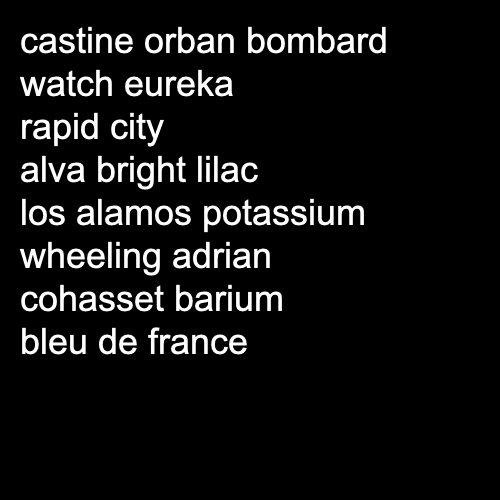 castine orban bombard
watch eureka
rapid city
alva bright lilac
los alamos potassium
wheeling adrian
cohasset barium
bleu de france